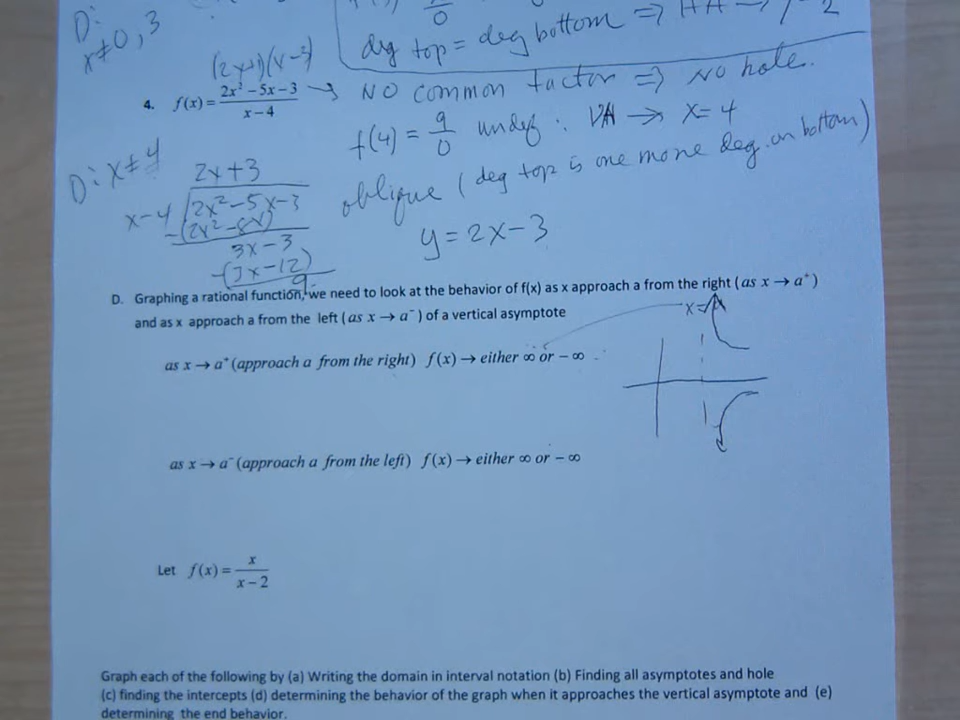 D:
x≠0,3
deg top = deg bottom ⇒ HA → y=2
(2x+1)(x-3)
4. f(x) = (2x² - 5x - 3)/(x - 4) → NO common factor ⇒ NO hole.
f(4) = 9/0 undef. VA → x = 4
D: x≠4
oblique (deg top is one more deg. on bottom)
2x+3
x-4 2x²-5x-3
-(2x²-8x)
3x-3
-(3x-12)
9
y = 2x-3
D. Graphing a rational function, we need to look at the behavior of f(x) as x approach a from the right (as x → a⁺)
and as x approach a from the left (as x → a⁻) of a vertical asymptote
as x → a⁺ (approach a from the right) f(x) → either ∞ or - ∞
as x → a⁻ (approach a from the left) f(x) → either ∞ or - ∞
Let f(x) = x/(x - 2)
Graph each of the following by (a) Writing the domain in interval notation (b) Finding all asymptotes and hole
(c) finding the intercepts (d) determining the behavior of the graph when it approaches the vertical asymptote and (e)
determining the end behavior.